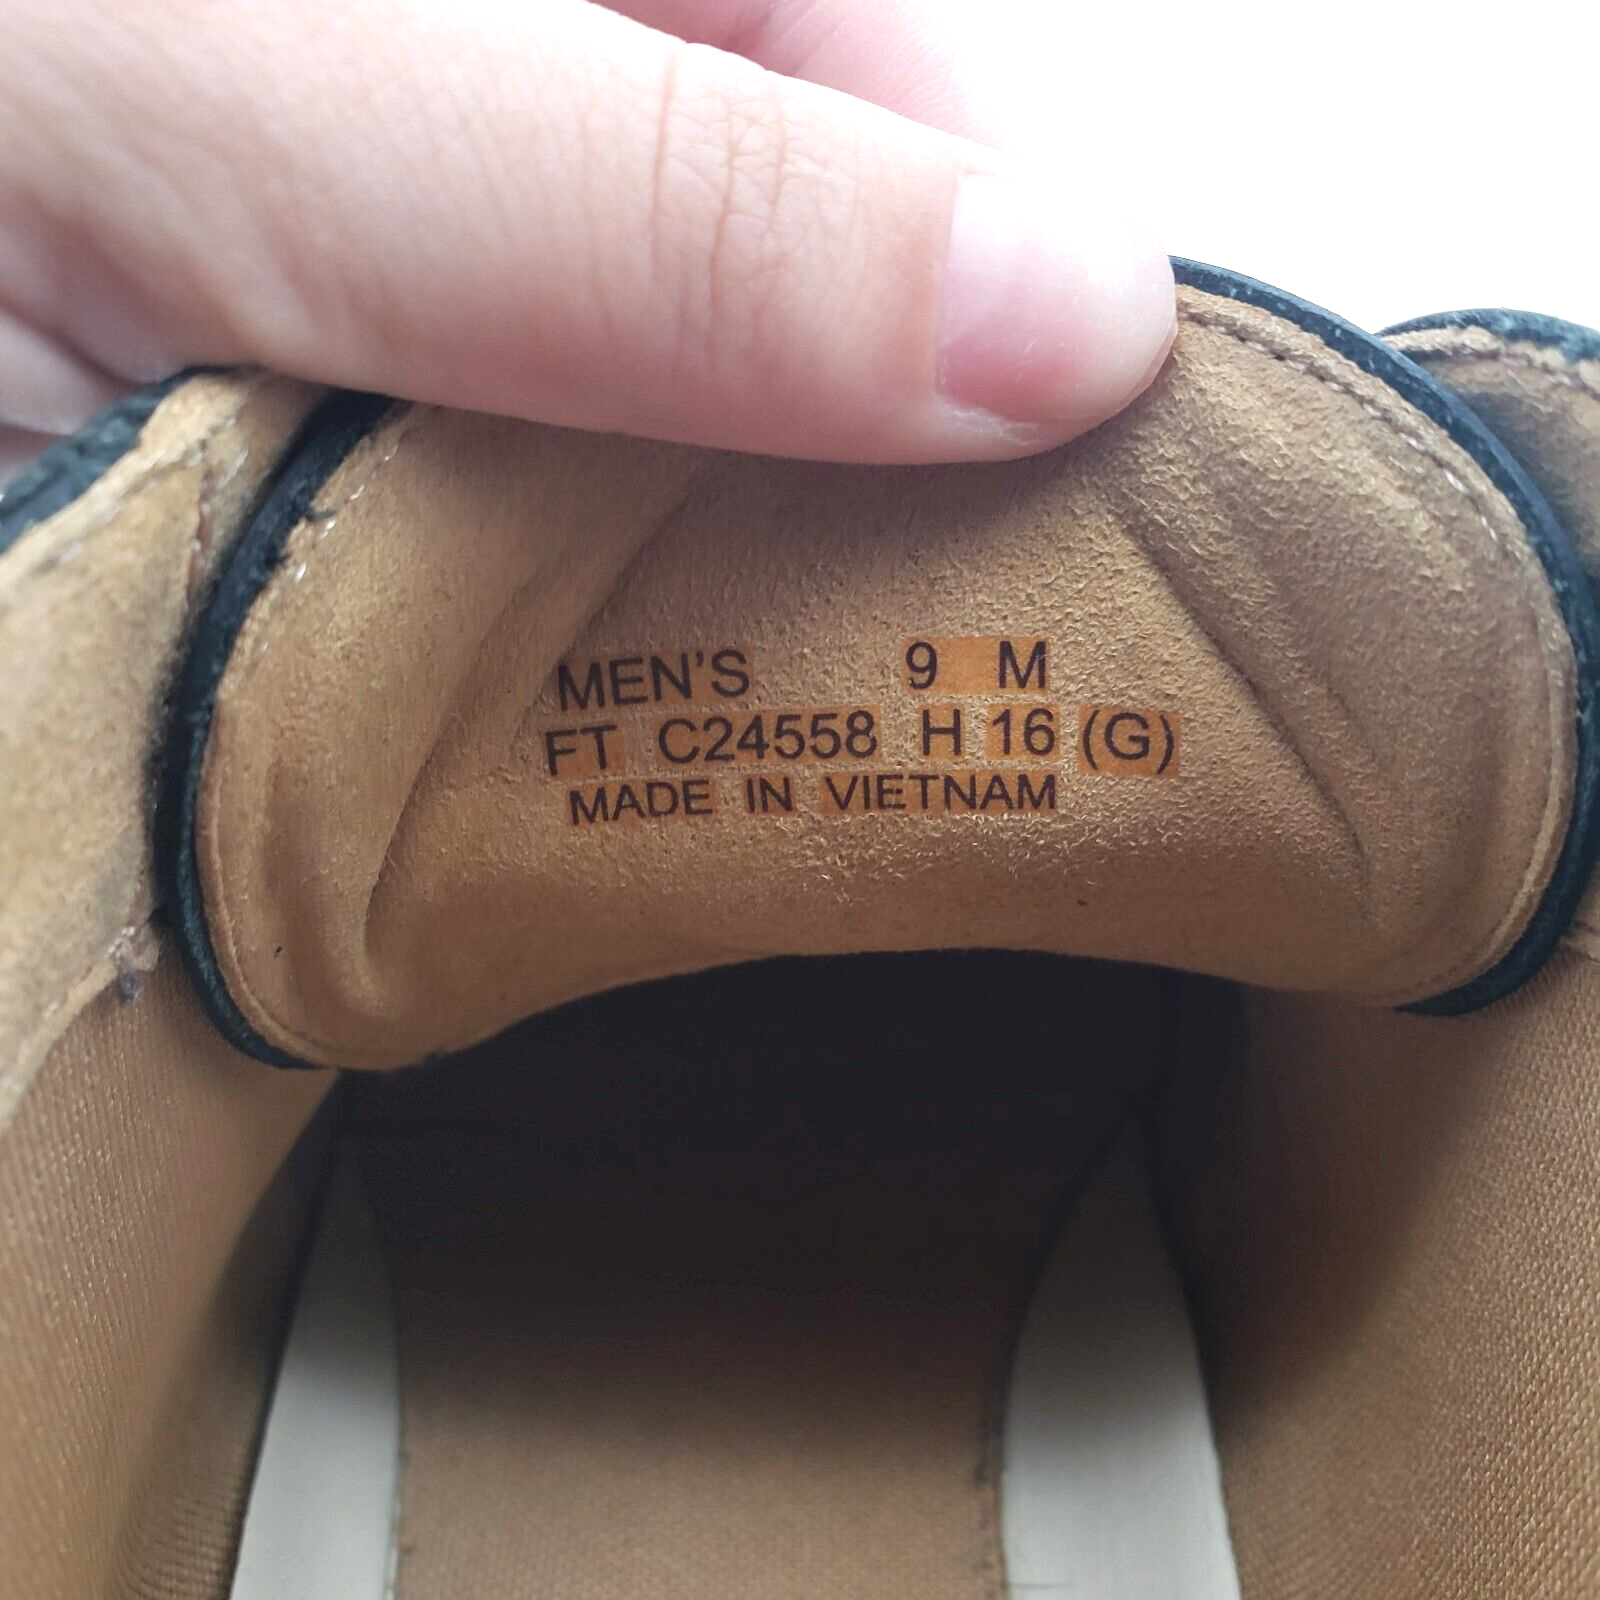 MEN'S 9 M
FT C24558 H 16 (G)
MADE IN VIETNAM